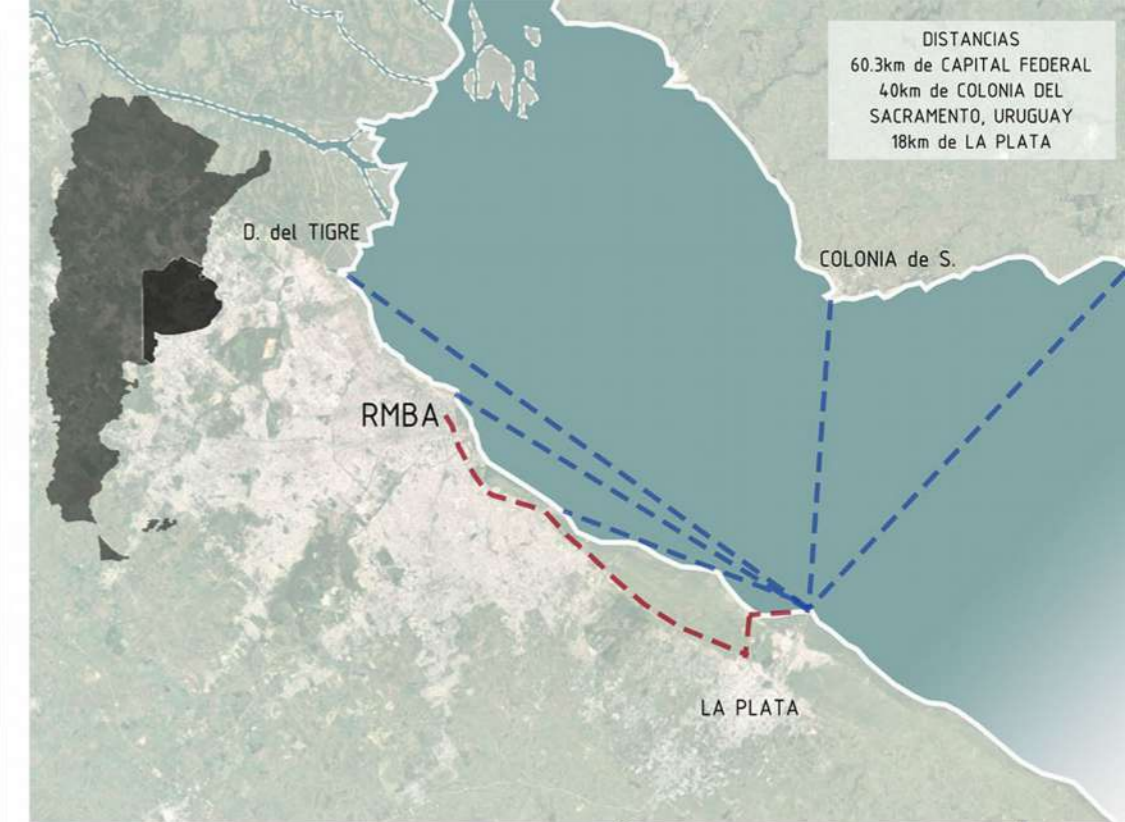 DISTANCIAS
60.3km de CAPITAL FEDERAL
40km de COLONIA DEL
SACRAMENTO, URUGUAY
18km de LA PLATA
D. del TIGRE
COLONIA de S.
RMBA
LA PLATA